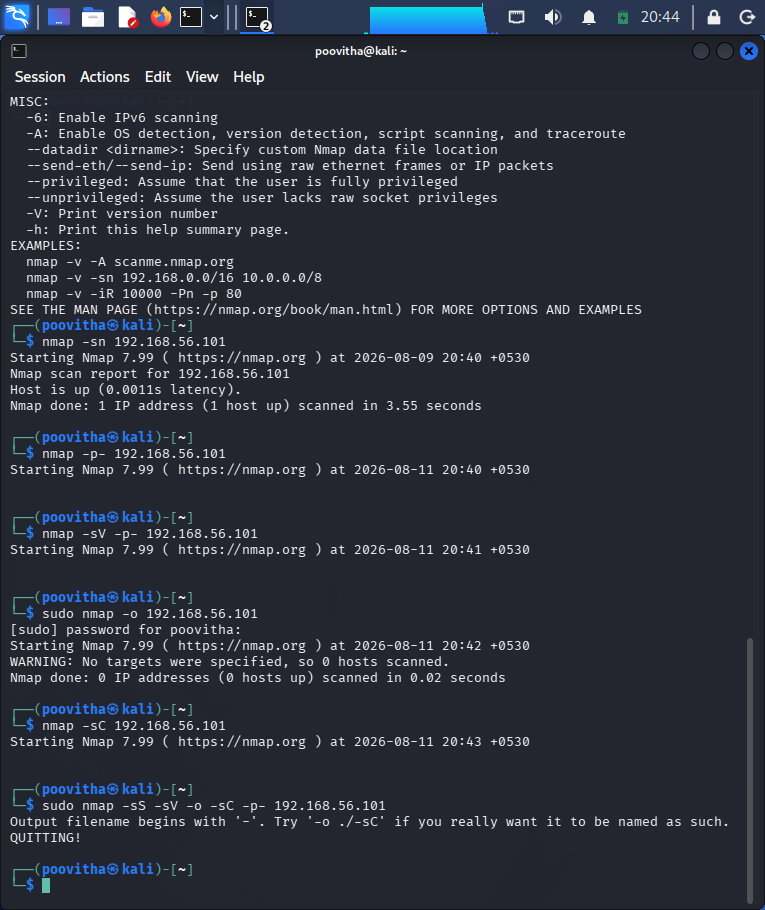 2
20:44
poovitha@kali: ~
Session Actions Edit View Help
MISC:
  -6: Enable IPv6 scanning
  -A: Enable OS detection, version detection, script scanning, and traceroute
  --datadir <dirname>: Specify custom Nmap data file location
  --send-eth/--send-ip: Send using raw ethernet frames or IP packets
  --privileged: Assume that the user is fully privileged
  --unprivileged: Assume the user lacks raw socket privileges
  -V: Print version number
  -h: Print this help summary page.
EXAMPLES:
  nmap -v -A scanme.nmap.org
  nmap -v -sn 192.168.0.0/16 10.0.0.0/8
  nmap -v -iR 10000 -Pn -p 80
SEE THE MAN PAGE (https://nmap.org/book/man.html) FOR MORE OPTIONS AND EXAMPLES
┌──(poovitha㉿kali)-[~]
└─$ nmap -sn 192.168.56.101
Starting Nmap 7.99 ( https://nmap.org ) at 2026-08-09 20:40 +0530
Nmap scan report for 192.168.56.101
Host is up (0.0011s latency).
Nmap done: 1 IP address (1 host up) scanned in 3.55 seconds
┌──(poovitha㉿kali)-[~]
└─$ nmap -p- 192.168.56.101
Starting Nmap 7.99 ( https://nmap.org ) at 2026-08-11 20:40 +0530
┌──(poovitha㉿kali)-[~]
└─$ nmap -sV -p- 192.168.56.101
Starting Nmap 7.99 ( https://nmap.org ) at 2026-08-11 20:41 +0530
┌──(poovitha㉿kali)-[~]
└─$ sudo nmap -o 192.168.56.101
[sudo] password for poovitha:
Starting Nmap 7.99 ( https://nmap.org ) at 2026-08-11 20:42 +0530
WARNING: No targets were specified, so 0 hosts scanned.
Nmap done: 0 IP addresses (0 hosts up) scanned in 0.02 seconds
┌──(poovitha㉿kali)-[~]
└─$ nmap -sC 192.168.56.101
Starting Nmap 7.99 ( https://nmap.org ) at 2026-08-11 20:43 +0530
┌──(poovitha㉿kali)-[~]
└─$ sudo nmap -sS -sV -o -sC -p- 192.168.56.101
Output filename begins with '-'. Try '-o ./-sC' if you really want it to be named as such.
QUITTING!
┌──(poovitha㉿kali)-[~]
└─$